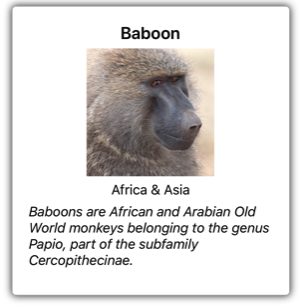 Baboon
Africa & Asia
Baboons are African and Arabian Old
World monkeys belonging to the genus
Papio, part of the subfamily
Cercopithecinae.